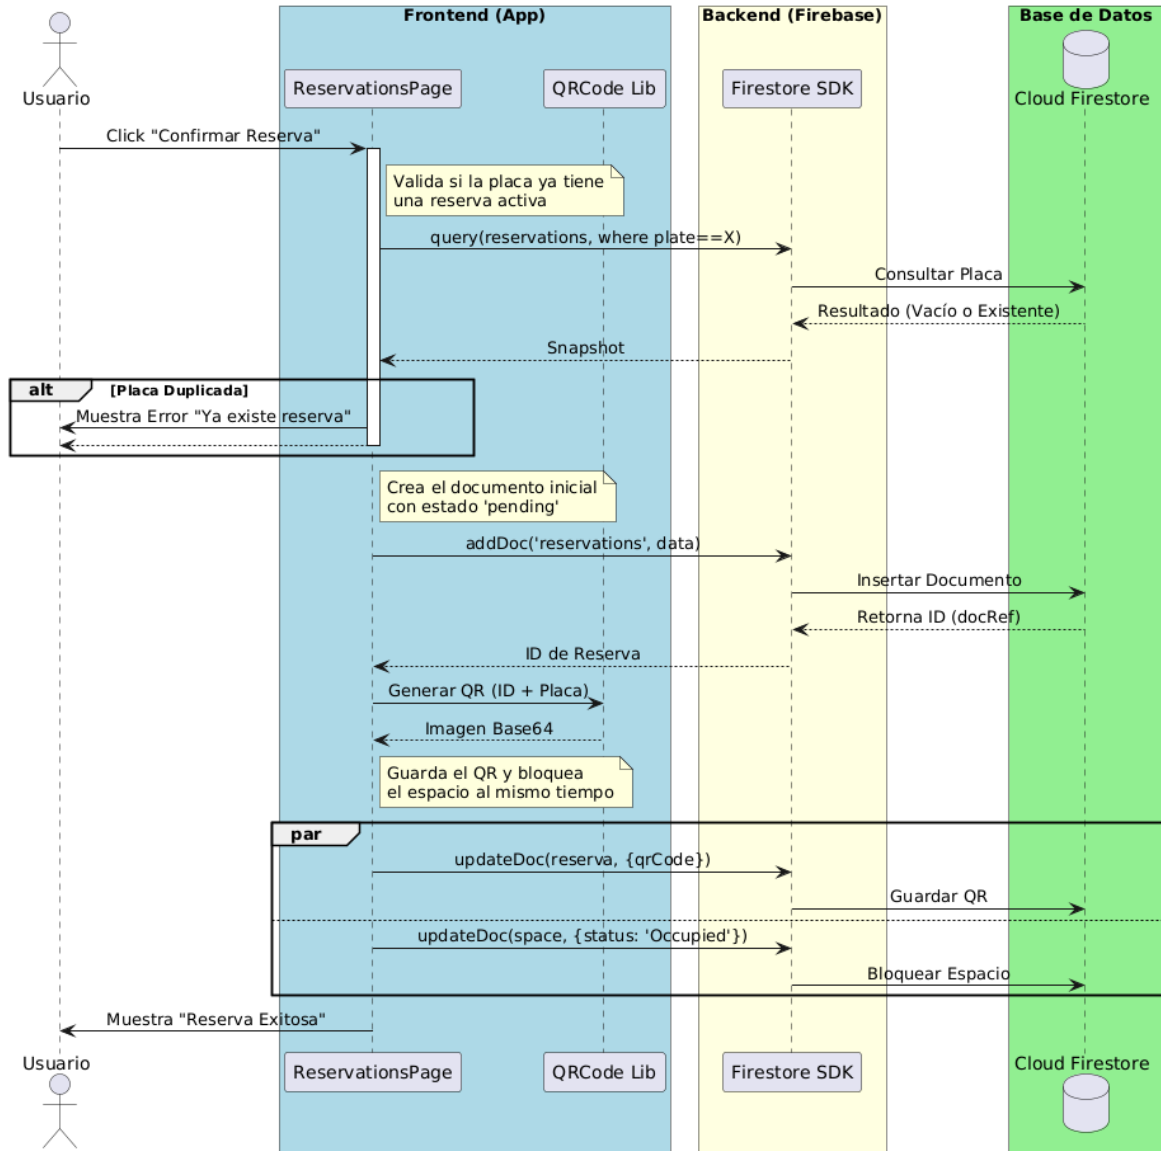 Frontend (App)
Backend (Firebase)
Base de Datos
Usuario
ReservationsPage
QRCode Lib
Firestore SDK
Cloud Firestore
Click "Confirmar Reserva"
Valida si la placa ya tiene
una reserva activa
query(reservations, where plate==X)
Consultar Placa
Resultado (Vacío o Existente)
Snapshot
alt
[Placa Duplicada]
Muestra Error "Ya existe reserva"
Crea el documento inicial
con estado 'pending'
addDoc('reservations', data)
Insertar Documento
Retorna ID (docRef)
ID de Reserva
Generar QR (ID + Placa)
Imagen Base64
Guarda el QR y bloquea
el espacio al mismo tiempo
par
updateDoc(reserva, {qrCode})
Guardar QR
updateDoc(space, {status: 'Occupied'})
Bloquear Espacio
Muestra "Reserva Exitosa"
Usuario
ReservationsPage
QRCode Lib
Firestore SDK
Cloud Firestore